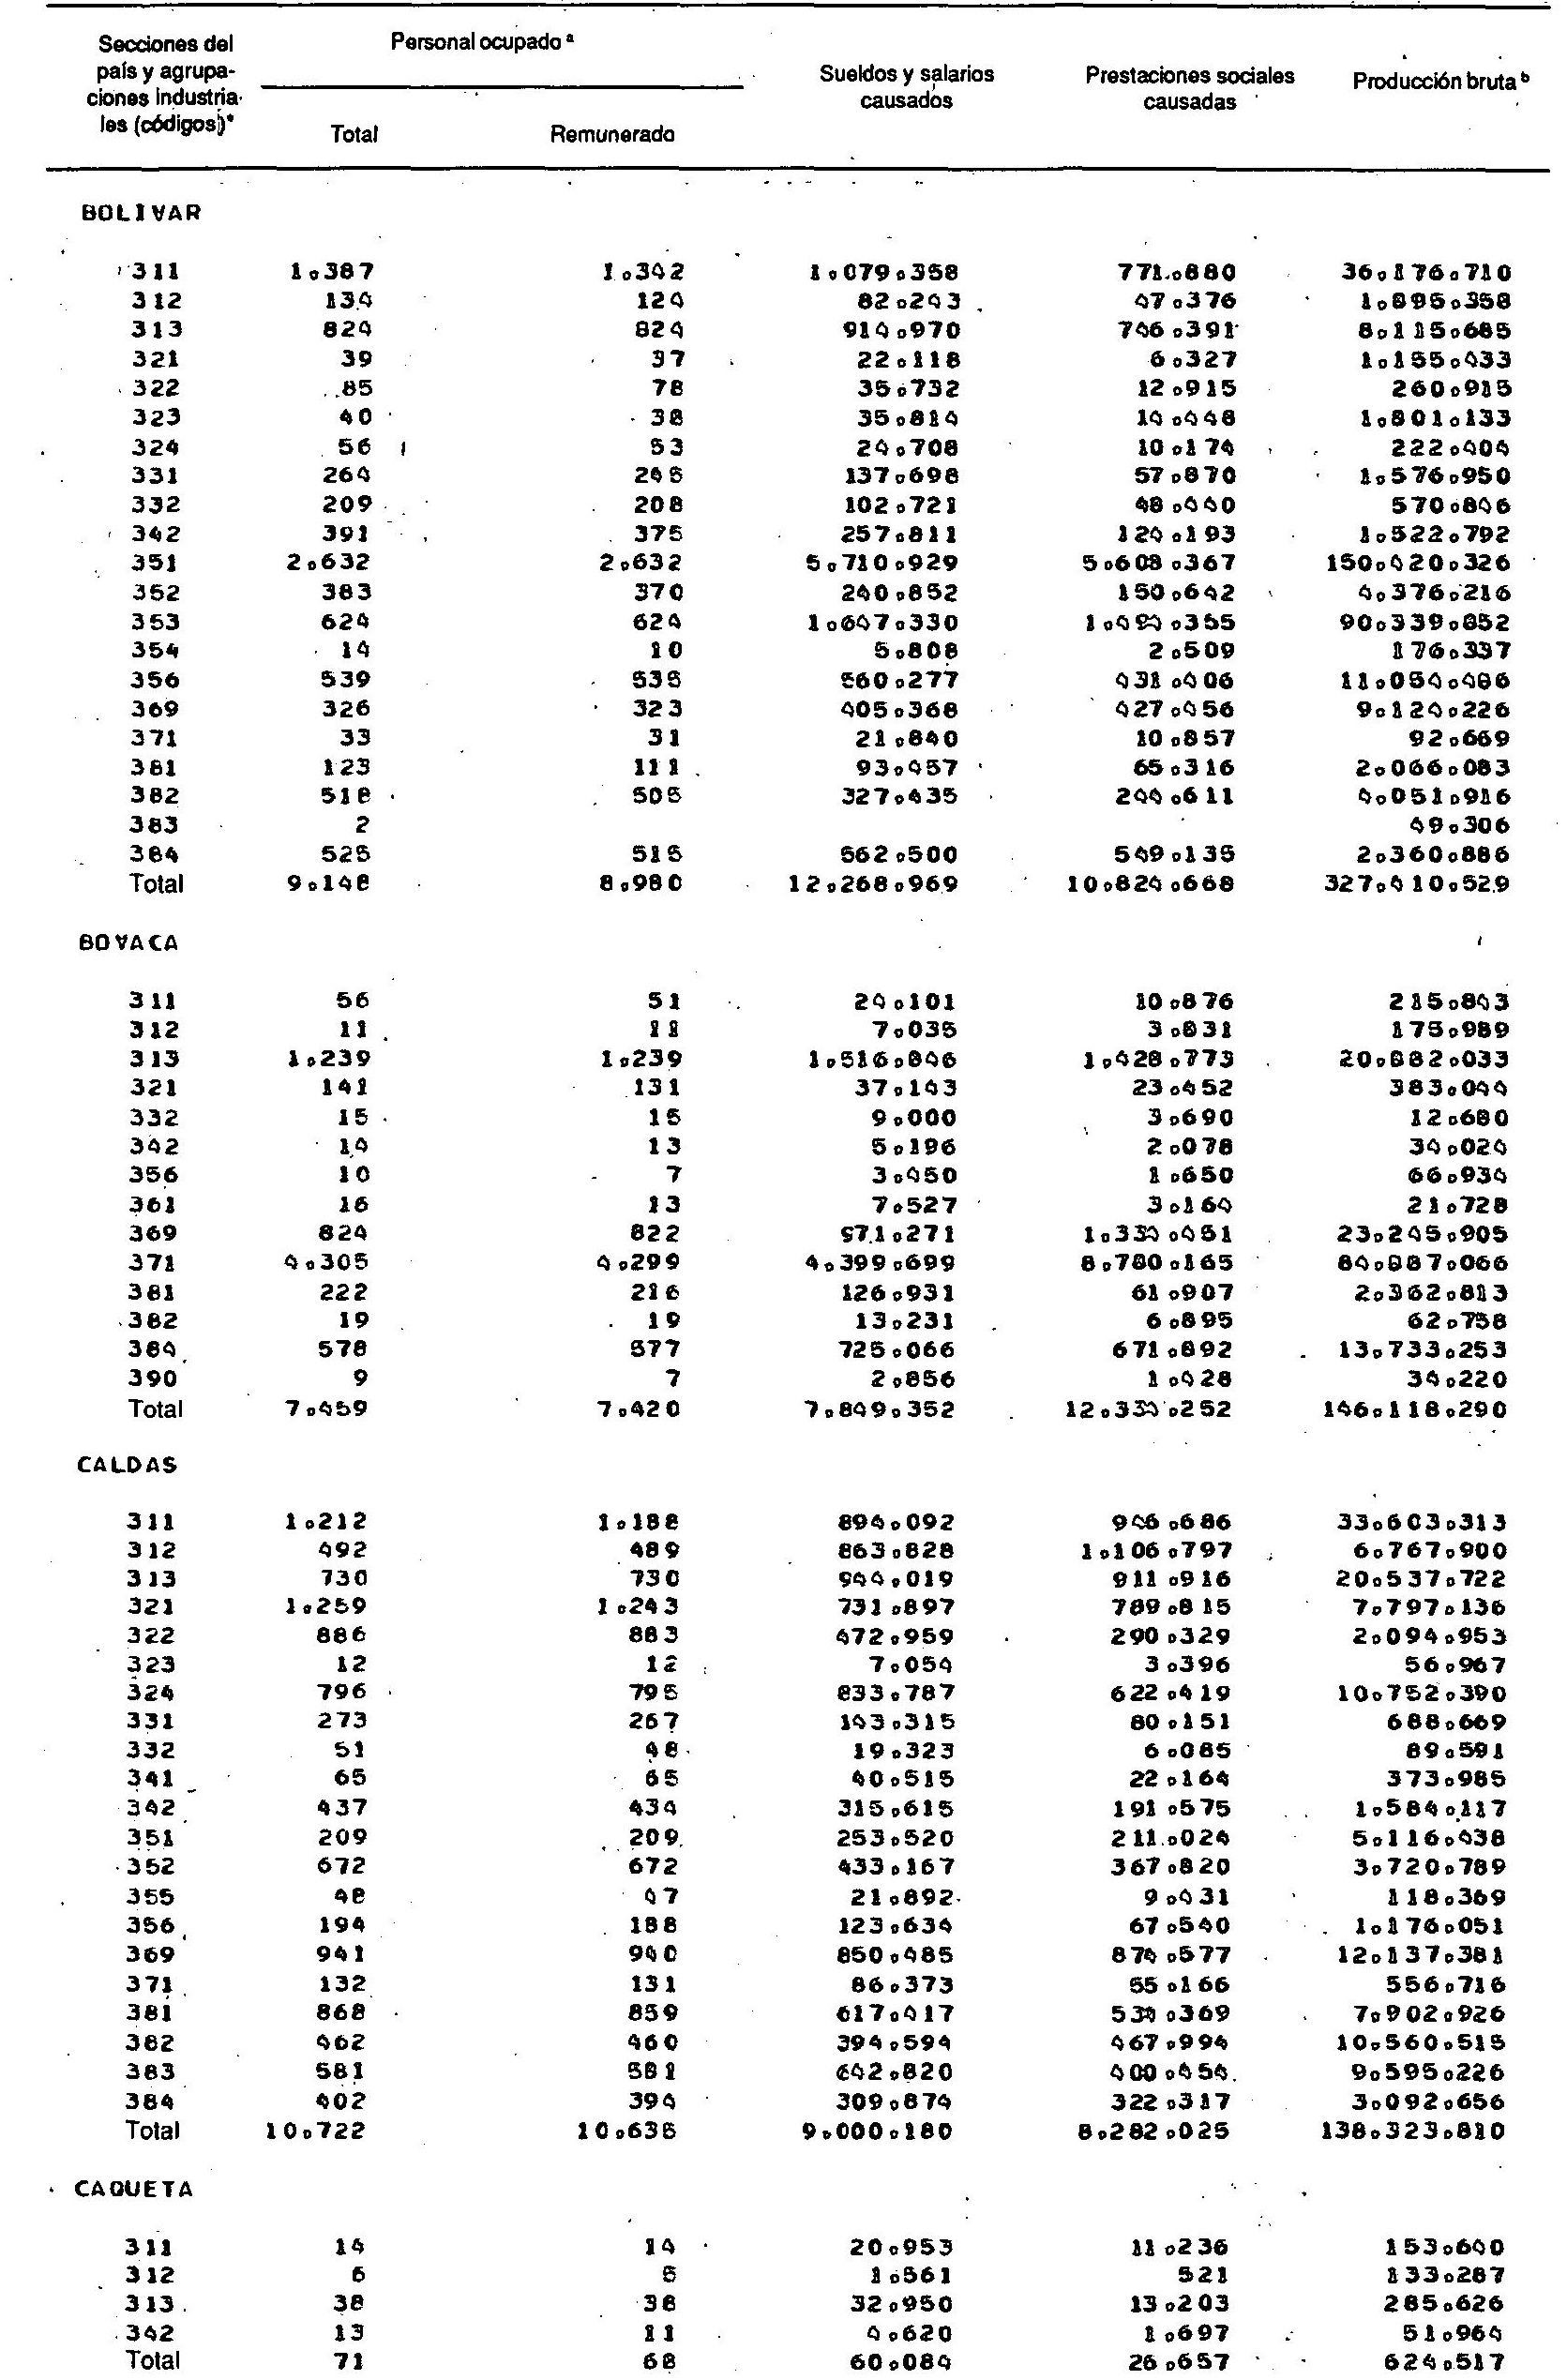 Secciones del país y agrupaciones industriales (códigos)* Personal ocupado ª Sueldos y salarios causados Prestaciones sociales causadas Producción bruta ᵇ
Total Remunerado
BOLIVAR
311 1.387 1.342 1.079.358 771.880 36.176.710
312 134 124 82.243 47.376 1.895.358
313 824 824 914.970 746.391 8.115.685
321 39 37 22.118 6.327 1.155.433
322 85 78 35.732 12.915 260.915
323 40 38 35.814 14.448 1.801.133
324 56 53 24.708 10.174 222.404
331 264 245 137.698 57.870 1.576.950
332 209 208 102.721 48.440 570.846
342 391 375 257.811 124.193 1.522.792
351 2.632 2.632 5.710.929 5.608.367 150.420.326
352 383 370 240.852 150.642 4.376.216
353 624 624 1.647.330 1.494.355 90.339.852
354 14 10 5.808 2.509 176.337
356 539 535 560.277 431.406 11.054.486
369 326 323 405.368 427.456 9.124.226
371 33 31 21.840 10.857 92.669
381 123 111 93.457 65.316 2.066.083
382 518 505 327.435 244.611 4.051.916
383 2 49.306
384 525 515 562.500 549.135 2.360.886
Total 9.148 8.980 12.268.969 10.824.668 327.410.529
BOYACA
311 56 51 24.101 10.876 215.843
312 11 11 7.035 3.831 175.989
313 1.239 1.239 1.516.846 1.428.773 20.882.033
321 141 131 37.143 23.452 383.044
332 15 15 9.000 3.690 12.680
342 14 13 5.196 2.078 34.024
356 10 7 3.450 1.650 66.934
361 16 13 7.527 3.164 21.728
369 824 822 971.271 1.334.451 23.245.905
371 4.305 4.299 4.399.699 8.780.165 84.887.066
381 222 216 126.931 61.907 2.362.813
382 19 19 13.231 6.895 62.758
384 578 577 725.066 671.892 13.733.253
390 9 7 2.856 1.428 34.220
Total 7.459 7.420 7.849.352 12.334.252 146.118.290
CALDAS
311 1.212 1.188 894.092 946.686 33.603.313
312 492 489 863.828 1.106.797 6.767.900
313 730 730 944.019 911.916 20.537.722
321 1.259 1.243 731.897 789.815 7.797.136
322 886 883 472.959 290.329 2.094.953
323 12 12 7.054 3.396 56.967
324 796 795 833.787 622.419 10.752.390
331 273 267 143.315 80.151 688.669
332 51 48 19.323 6.085 89.591
341 65 65 40.515 22.164 373.985
342 437 434 315.615 191.575 1.584.117
351 209 209 253.520 211.024 5.116.438
352 672 672 433.167 367.820 3.720.789
355 48 47 21.892 9.431 118.369
356 194 188 123.634 67.540 1.176.051
369 941 940 850.485 874.577 12.137.381
371 132 131 86.373 55.166 556.716
381 868 859 617.417 534.369 7.902.926
382 462 460 394.594 467.994 10.560.515
383 581 581 642.820 400.454 9.595.226
384 402 394 309.874 322.317 3.092.656
Total 10.722 10.635 9.000.180 8.282.025 138.323.810
CAQUETA
311 14 14 20.953 11.236 153.640
312 6 5 1.561 521 133.287
313 38 38 32.950 13.203 285.626
342 13 11 4.620 1.697 51.964
Total 71 68 60.084 26.657 624.517